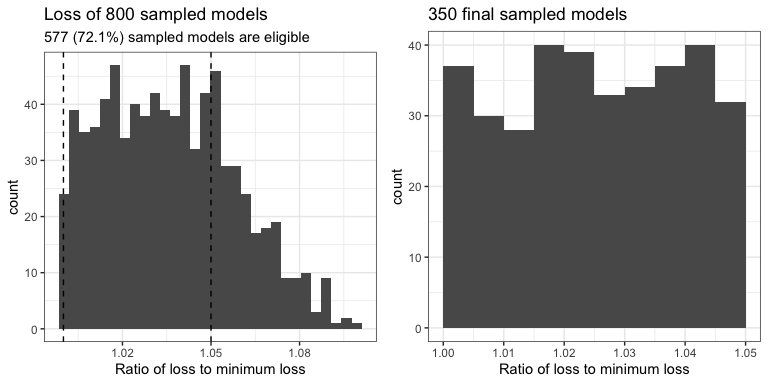 Loss of 800 sampled models
577 (72.1%) sampled models are eligible
count
40
30
20
10
0
1.02 1.05 1.08
Ratio of loss to minimum loss
350 final sampled models
count
40
30
20
10
0
1.00 1.01 1.02 1.03 1.04 1.05
Ratio of loss to minimum loss